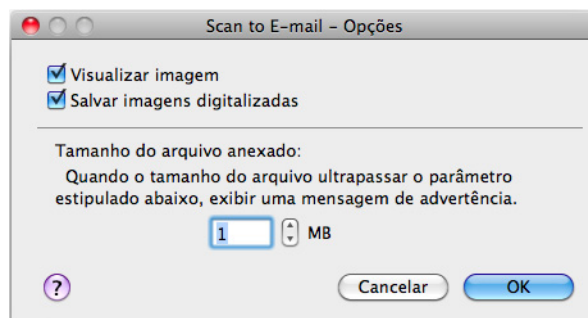 Scan to E-mail – Opções
Visualizar imagem
Salvar imagens digitalizadas
Tamanho do arquivo anexado:
Quando o tamanho do arquivo ultrapassar o parâmetro
estipulado abaixo, exibir uma mensagem de advertência.
1 MB
? Cancelar OK